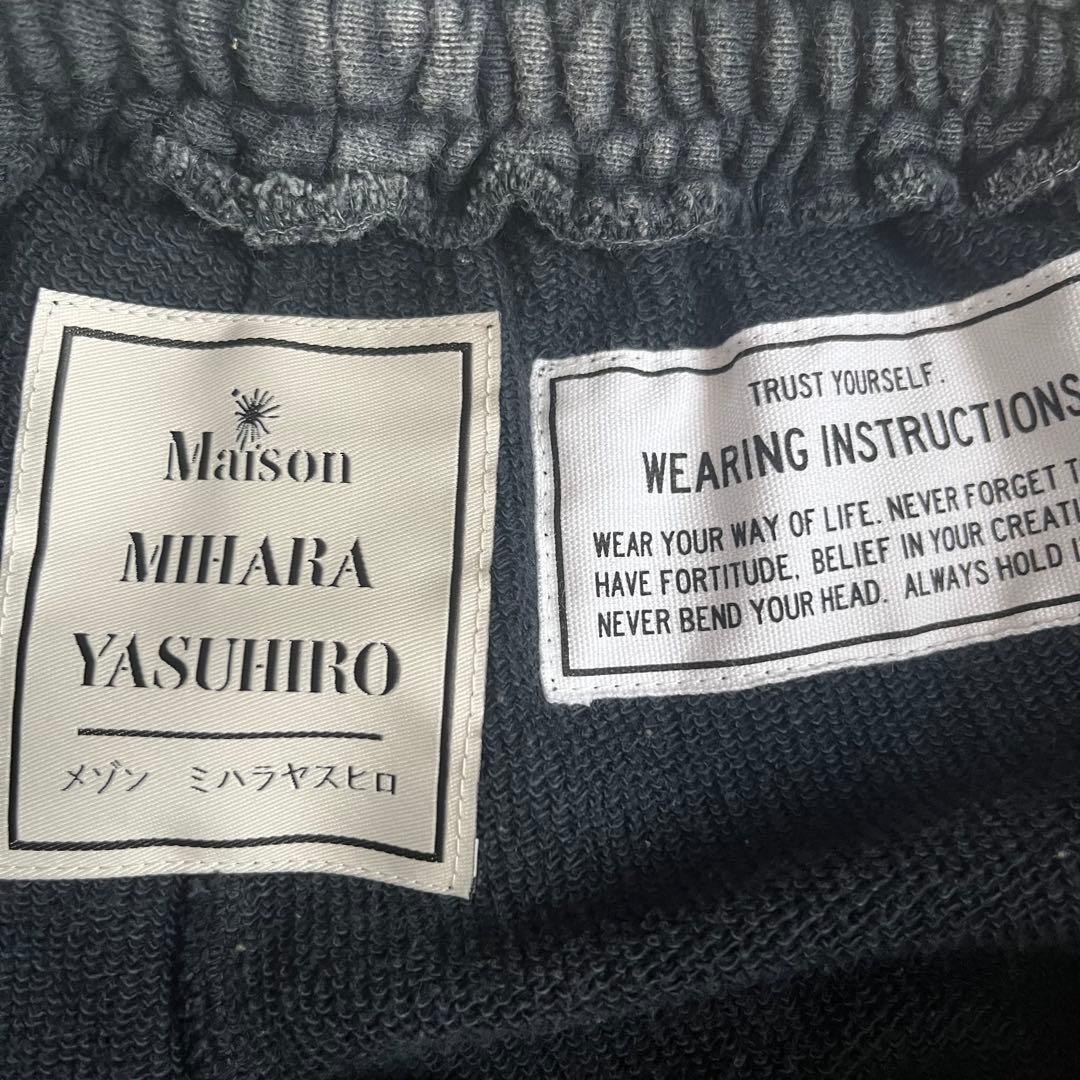 Maison
MIHARA
YASUHIRO
メゾン ミハラヤスヒロ
TRUST YOURSELF.
WEARING INSTRUCTIONS
WEAR YOUR WAY OF LIFE. NEVER FORGET
HAVE FORTITUDE. BELIEF IN YOUR
NEVER BEND YOUR HEAD. ALWAYS HOLD